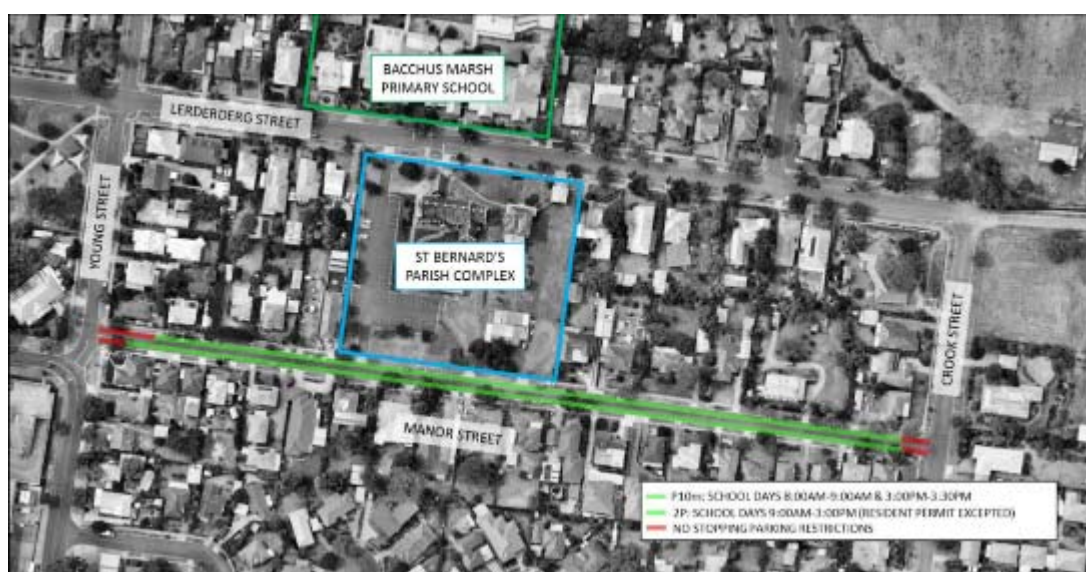 BACCHUS MARSH
PRIMARY SCHOOL
LERDERDERG STREET
YOUNG STREET
ST BERNARD'S
PARISH COMPLEX
CROOK STREET
MANOR STREET
P10m: SCHOOL DAYS 8:00AM-9:00AM & 3:00PM-3:30PM
2P: SCHOOL DAYS 9:00AM-3:00PM (RESIDENT PERMIT EXCEPTED)
NO STOPPING PARKING RESTRICTIONS